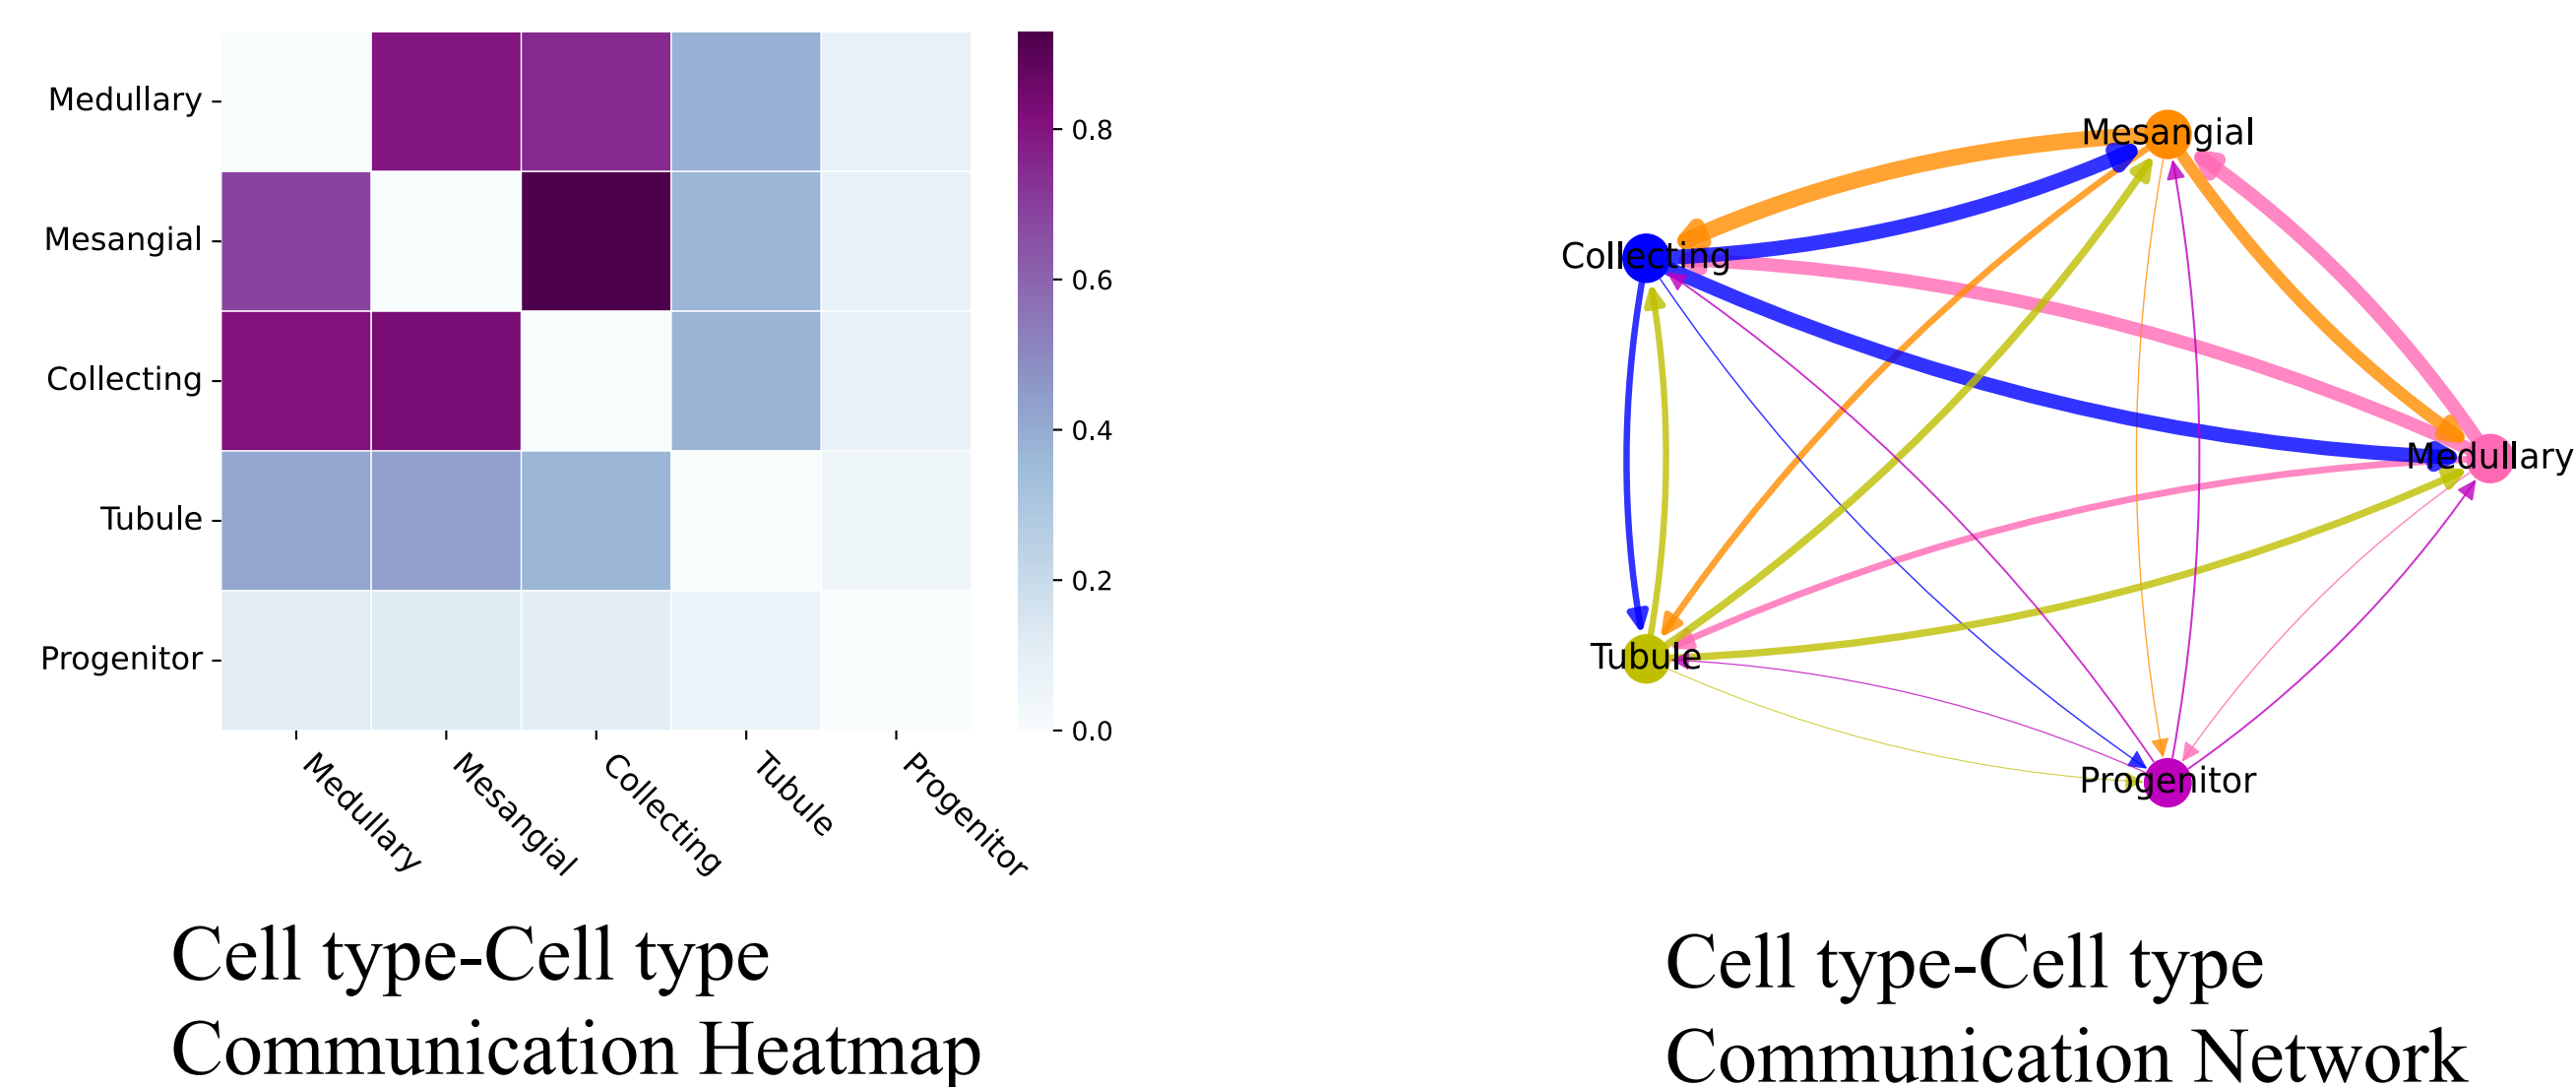 Medullary
Mesangial
Collecting
Tubule
Progenitor
Medullary
Mesangial
Collecting
Tubule
Progenitor
0.8
0.6
0.4
0.2
0.0
Cell type-Cell type
Communication Heatmap
Mesangial
Collecting
Medullary
Tubule
Progenitor
Cell type-Cell type
Communication Network